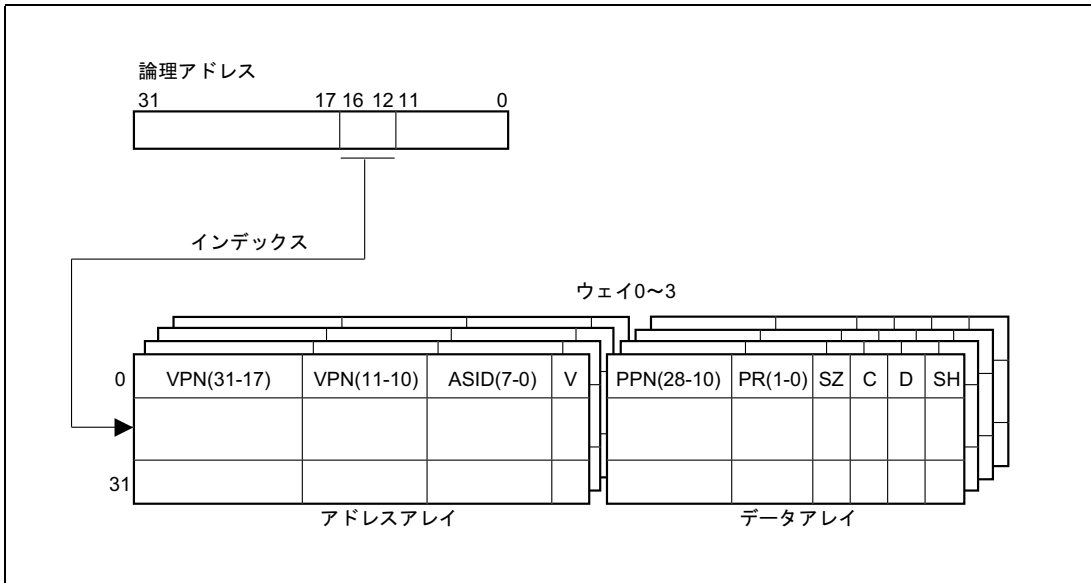 論理アドレス
31 17 16 12 11 0
インデックス
ウェイ0～3
0 VPN(31-17) VPN(11-10) ASID(7-0) V PPN(28-10) PR(1-0) SZ C D SH
31
アドレスアレイ データアレイ